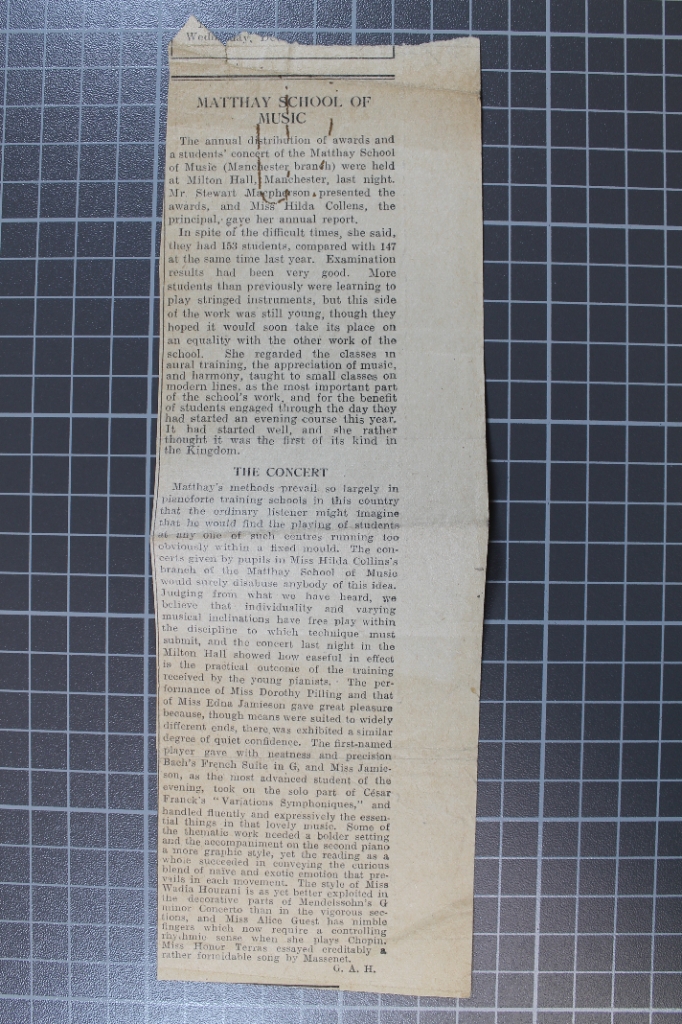 Wednesday, De
MATTHAY SCHOOL OF
MUSIC
The annual distribution of awards and
a students' concert of the Matthay School
of Music (Manchester branch) were held
at Milton Hall, Manchester, last night.
Mr. Stewart Macpherson presented the
awards, and Miss Hilda Collens, the
principal, gave her annual report.
In spite of the difficult times, she said,
they had 153 students, compared with 147
at the same time last year. Examination
results had been very good. More
students than previously were learning to
play stringed instruments, but this side
of the work was still young, though they
hoped it would soon take its place on
an equality with the other work of the
school. She regarded the classes in
aural training, the appreciation of music,
and harmony, taught to small classes on
modern lines, as the most important part
of the school's work, and for the benefit
of students engaged through the day they
had started an evening course this year.
It had started well, and she rather
thought it was the first of its kind in
the Kingdom.
THE CONCERT
Matthay's methods prevail so largely in
pianoforte training schools in this country
that the ordinary listener might imagine
that he would find the playing of students
at any one of such centres running too
obviously within a fixed mould. The con-
certs given by pupils in Miss Hilda Collins's
branch of the Matthay School of Music
would surely disabuse anybody of this idea.
Judging from what we have heard, we
believe that individuality and varying
musical inclinations have free play within
the discipline to which technique must
submit, and the concert last night in the
Milton Hall showed how easeful in effect
is the practical outcome of the training
received by the young pianists. The per-
formance of Miss Dorothy Pilling and that
of Miss Edna Jamieson gave great pleasure
because, though means were suited to widely
different ends, there was exhibited a similar
degree of quiet confidence. The first-named
player gave with neatness and precision
Bach's French Suite in G, and Miss Jamie-
son, as the most advanced student of the
evening, took on the solo part of César
Franck's "Variations Symphoniques," and
handled fluently and expressively the essen-
tial things in that lovely music. Some of
the thematic work needed a bolder setting
and the accompaniment on the second piano
a more graphic style, yet the reading as a
whole succeeded in conveying the curious
blend of naïve and exotic emotion that pre-
vails in each movement. The style of Miss
Wadia Hourani is as yet better exploited in
the decorative parts of Mendelssohn's G
minor Concerto than in the vigorous sec-
tions, and Miss Alice Guest has nimble
fingers which now require a controlling
rhythmic sense when she plays Chopin.
Miss Honor Terras essayed creditably a
rather formidable song by Massenet.
G. A. H.